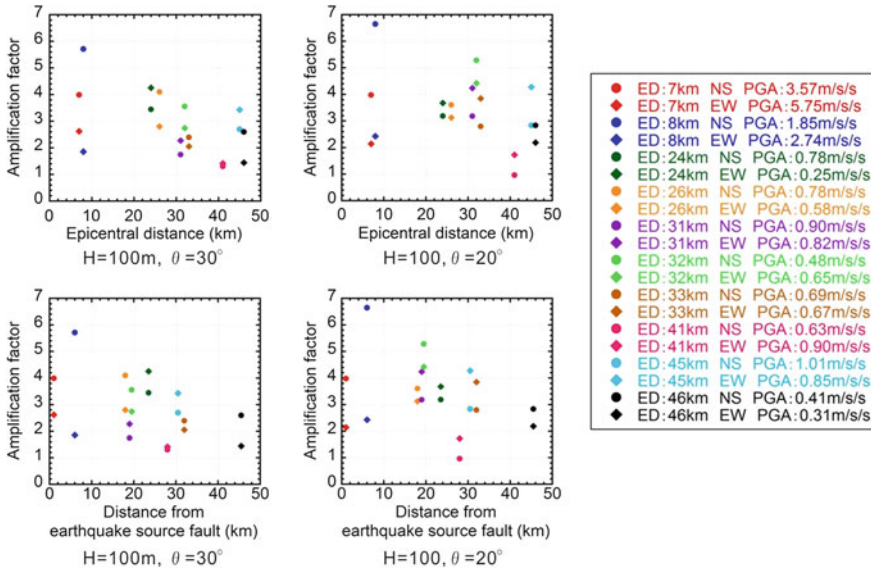 7
6
5
4
3
2
1
0
Amplification factor
0 10 20 30 40 50
Epicentral distance (km)
H=100m, θ=30°
7
6
5
4
3
2
1
0
Amplification factor
0 10 20 30 40 50
Epicentral distance (km)
H=100, θ=20°
7
6
5
4
3
2
1
0
Amplification factor
0 10 20 30 40 50
Distance from
earthquake source fault (km)
H=100m, θ=30°
7
6
5
4
3
2
1
0
Amplification factor
0 10 20 30 40 50
Distance from
earthquake source fault (km)
H=100, θ=20°
ED:7km NS PGA:3.57m/s/s
ED:7km EW PGA:5.75m/s/s
ED:8km NS PGA:1.85m/s/s
ED:8km EW PGA:2.74m/s/s
ED:24km NS PGA:0.78m/s/s
ED:24km EW PGA:0.25m/s/s
ED:26km NS PGA:0.78m/s/s
ED:26km EW PGA:0.58m/s/s
ED:31km NS PGA:0.90m/s/s
ED:31km EW PGA:0.82m/s/s
ED:32km NS PGA:0.48m/s/s
ED:32km EW PGA:0.65m/s/s
ED:33km NS PGA:0.69m/s/s
ED:33km EW PGA:0.67m/s/s
ED:41km NS PGA:0.63m/s/s
ED:41km EW PGA:0.90m/s/s
ED:45km NS PGA:1.01m/s/s
ED:45km EW PGA:0.85m/s/s
ED:46km NS PGA:0.41m/s/s
ED:46km EW PGA:0.31m/s/s